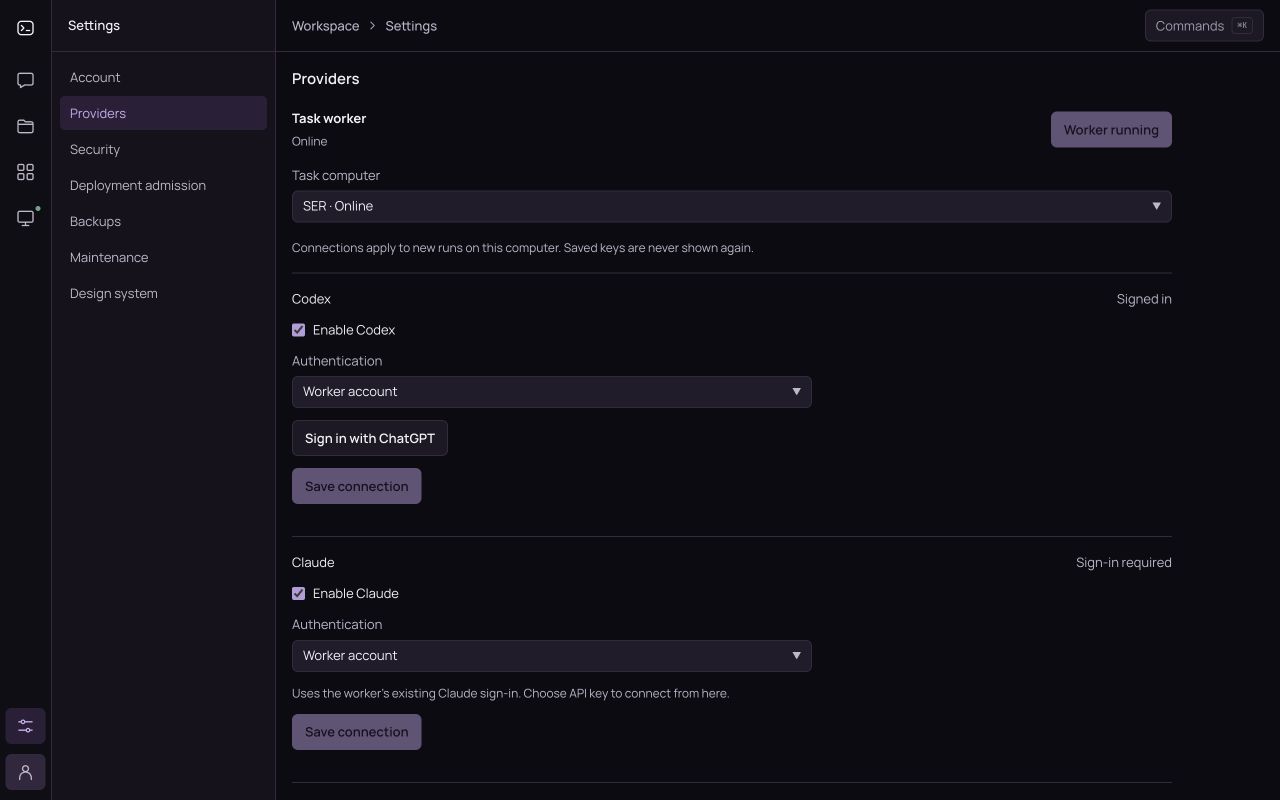 Settings
Workspace > Settings
Commands ⌘K
Account
Providers
Security
Deployment admission
Backups
Maintenance
Design system
Providers
Task worker
Online
Worker running
Task computer
SER · Online
Connections apply to new runs on this computer. Saved keys are never shown again.
Codex
Signed in
Enable Codex
Authentication
Worker account
Sign in with ChatGPT
Save connection
Claude
Sign-in required
Enable Claude
Authentication
Worker account
Uses the worker's existing Claude sign-in. Choose API key to connect from here.
Save connection